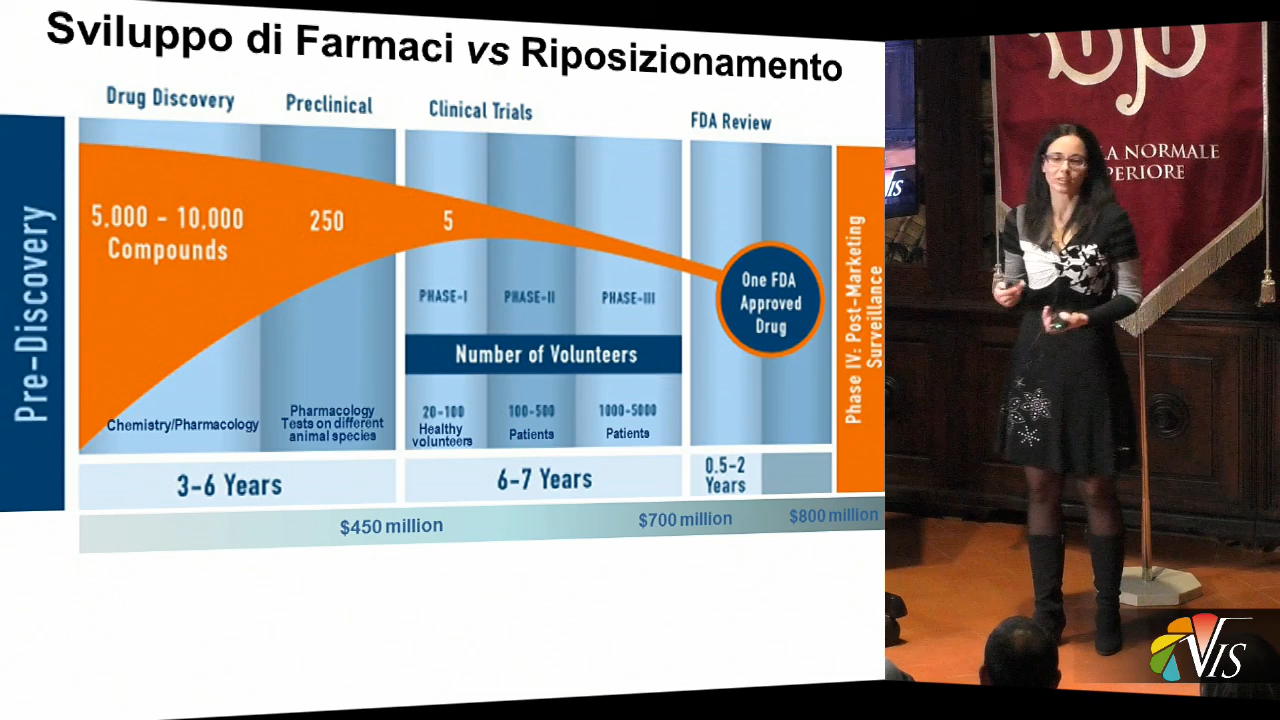 Sviluppo di Farmaci vs Riposizionamento
Drug Discovery
Preclinical
Clinical Trials
FDA Review
Pre-Discovery
5,000 - 10,000
Compounds
250
5
PHASE-I
PHASE-II
PHASE-III
One FDA
Approved
Drug
Number of Volunteers
20-100
Healthy
volunteers
100-500
Patients
1000-5000
Patients
Chemistry/Pharmacology
Pharmacology
Tests on different
animal species
3-6 Years
6-7 Years
0.5-2
Years
Phase IV: Post-Marketing
Surveillance
$450 million
$700 million
$800 million
LA NORMALE
PERIORE
IS
VIS